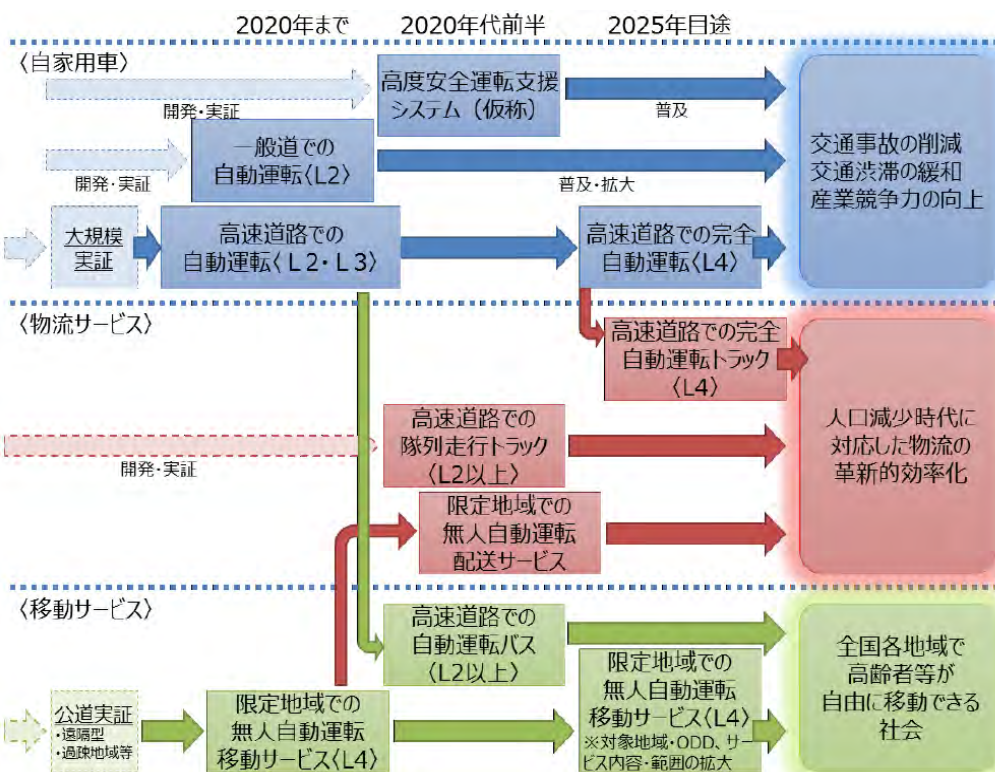 2020年まで
2020年代前半
2025年目途
〈自家用車〉
開発・実証
高度安全運転支援
システム（仮称）
普及
開発・実証
一般道での
自動運転〈L2〉
普及・拡大
大規模
実証
高速道路での
自動運転〈Ｌ２・Ｌ３〉
高速道路での完全
自動運転〈L4〉
交通事故の削減
交通渋滞の緩和
産業競争力の向上
〈物流サービス〉
高速道路での完全
自動運転トラック
〈L4〉
開発・実証
高速道路での
隊列走行トラック
〈L2以上〉
限定地域での
無人自動運転
配送サービス
人口減少時代に
対応した物流の
革新的効率化
〈移動サービス〉
高速道路での
自動運転バス
〈L2以上〉
公道実証
・遠隔型
・過疎地域等
限定地域での
無人自動運転
移動サービス〈L4〉
限定地域での
無人自動運転
移動サービス〈L4〉
※対象地域・ODD、サー
ビス内容・範囲の拡大
全国各地域で
高齢者等が
自由に移動できる
社会